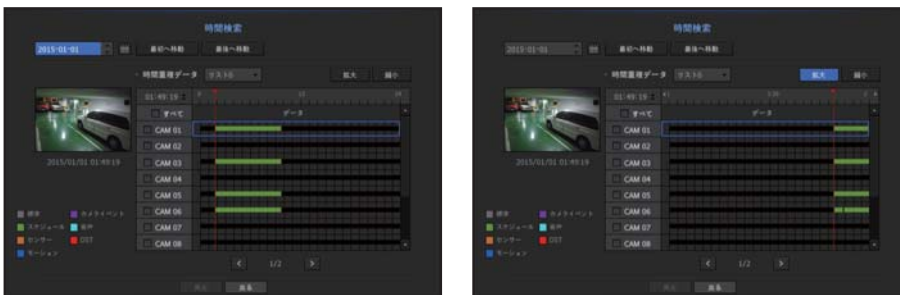 時間検索
2015-01-01
最初へ移動 最後へ移動
時間重複データ リスト0
拡大 縮小
01:49:19 0 12 24
すべて データ
CAM 01
CAM 02
CAM 03
CAM 04
CAM 05
CAM 06
CAM 07
CAM 08
2015/01/01 01:49:19
標準 カメライベント
スケジュール 音声
センサー DST
モーション
1/2
戻る
時間検索
2015-01-01
最初へ移動 最後へ移動
時間重複データ リスト0
拡大 縮小
01:49:19 1:30 2
すべて データ
CAM 01
CAM 02
CAM 03
CAM 04
CAM 05
CAM 06
CAM 07
CAM 08
2015/01/01 01:49:19
標準 カメライベント
スケジュール 音声
センサー DST
モーション
1/2
戻る